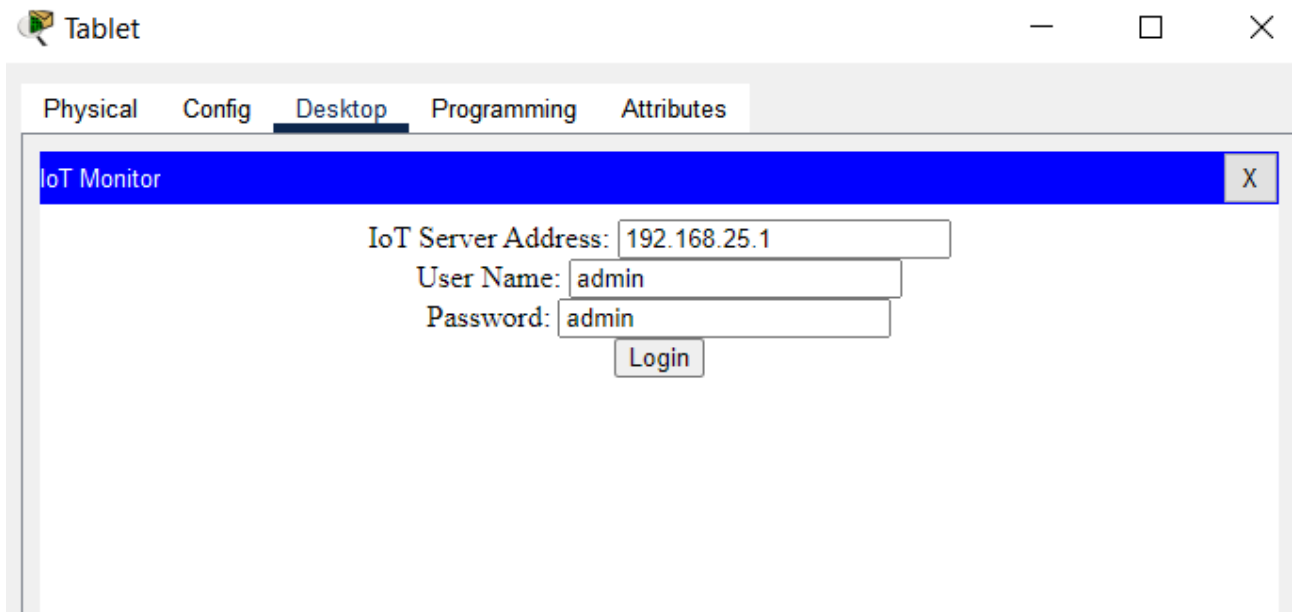 Tablet
Physical Config Desktop Programming Attributes
IoT Monitor X
IoT Server Address: 192.168.25.1
User Name: admin
Password: admin
Login